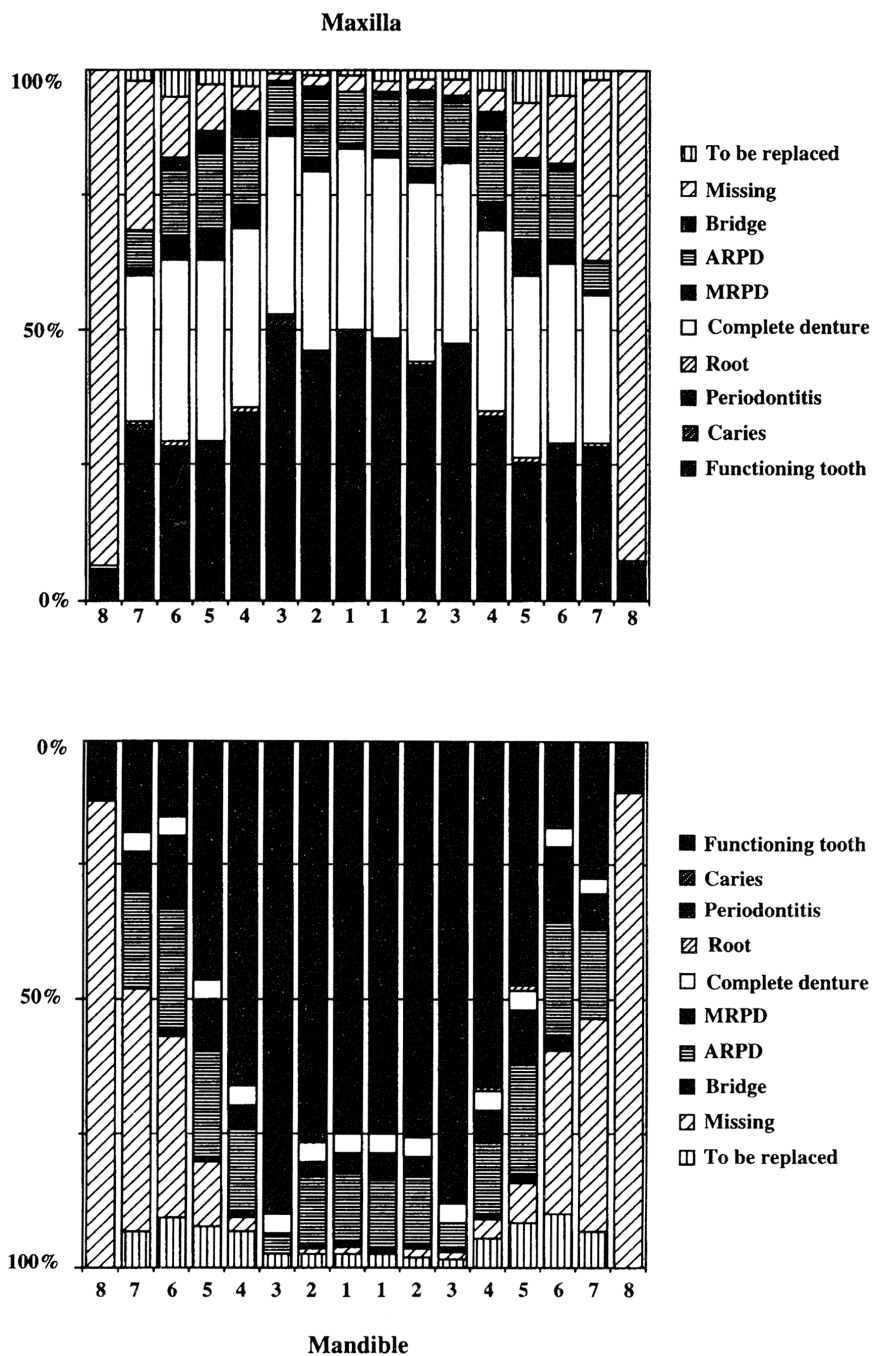 Maxilla
100%
50%
0%
8 7 6 5 4 3 2 1 1 2 3 4 5 6 7 8
To be replaced
Missing
Bridge
ARPD
MRPD
Complete denture
Root
Periodontitis
Caries
Functioning tooth
0%
50%
100%
8 7 6 5 4 3 2 1 1 2 3 4 5 6 7 8
Functioning tooth
Caries
Periodontitis
Root
Complete denture
MRPD
ARPD
Bridge
Missing
To be replaced
Mandible